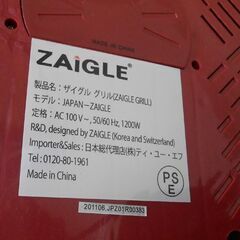 MADE IN CHINA
ZAIGLE®
製品名：ザイグル グリル(ZAIGLE GRILL)
モデル：JAPAN－ZAIGLE
定格：AC 100V－, 50/60 Hz, 1200W
R&D, designed by ZAIGLE (Korea and Switzerland)
Importer&Sales：日本総代理店(株)ティ・ユー・エフ
Tel：0120-80-1961
Made in China
PS
E
201106 JPZ01R00383